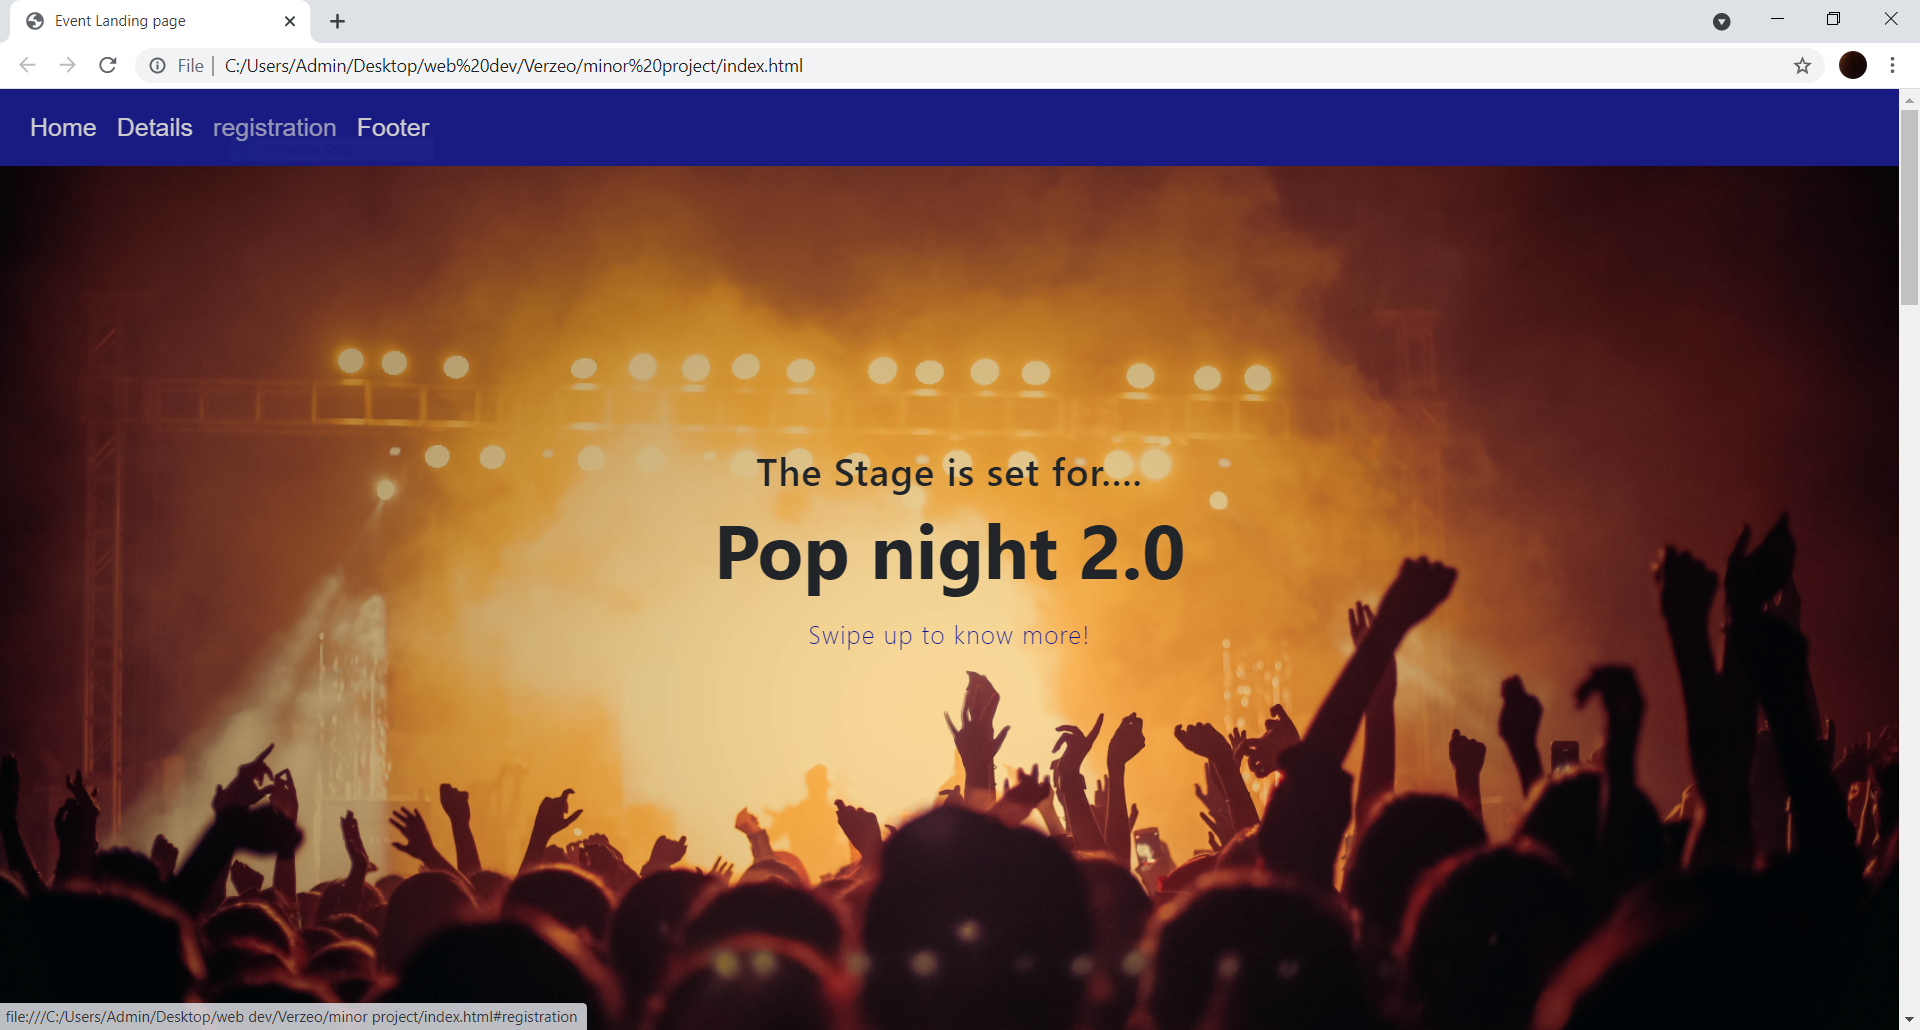 Event Landing page
File
C:/Users/Admin/Desktop/web%20dev/Verzeo/minor%20project/index.html
Home Details registration Footer
The Stage is set for....
Pop night 2.0
Swipe up to know more!
file:///C:/Users/Admin/Desktop/web dev/Verzeo/minor project/index.html#registration